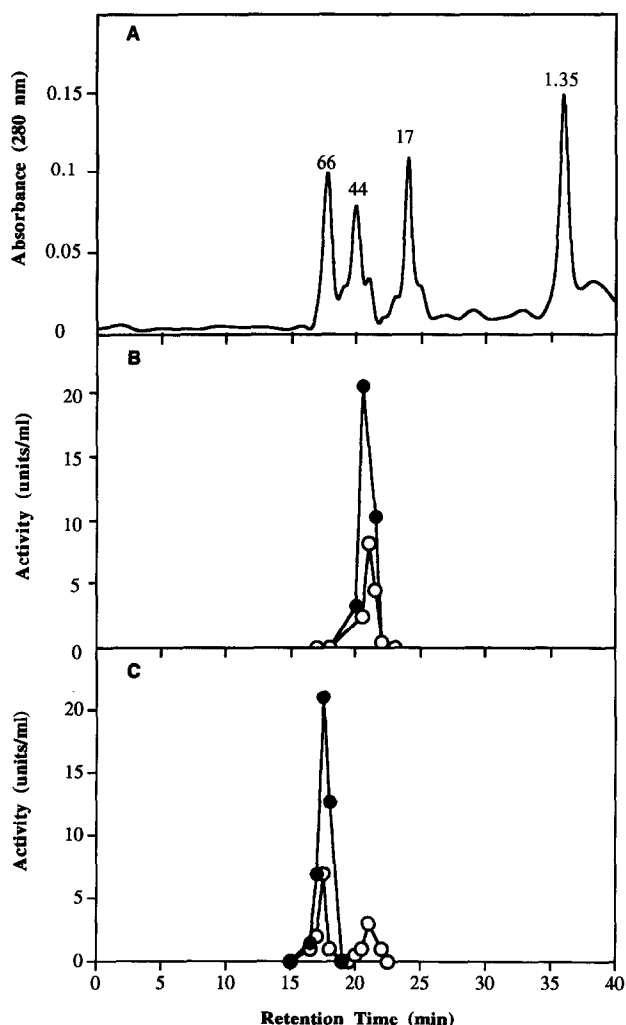 A
Absorbance (280 nm)
0.15
0.1
0.05
0
66
44
17
1.35
B
Activity (units/ml)
20
15
10
5
0
C
Activity (units/ml)
20
15
10
5
0
0 5 10 15 20 25 30 35 40
Retention Time (min)